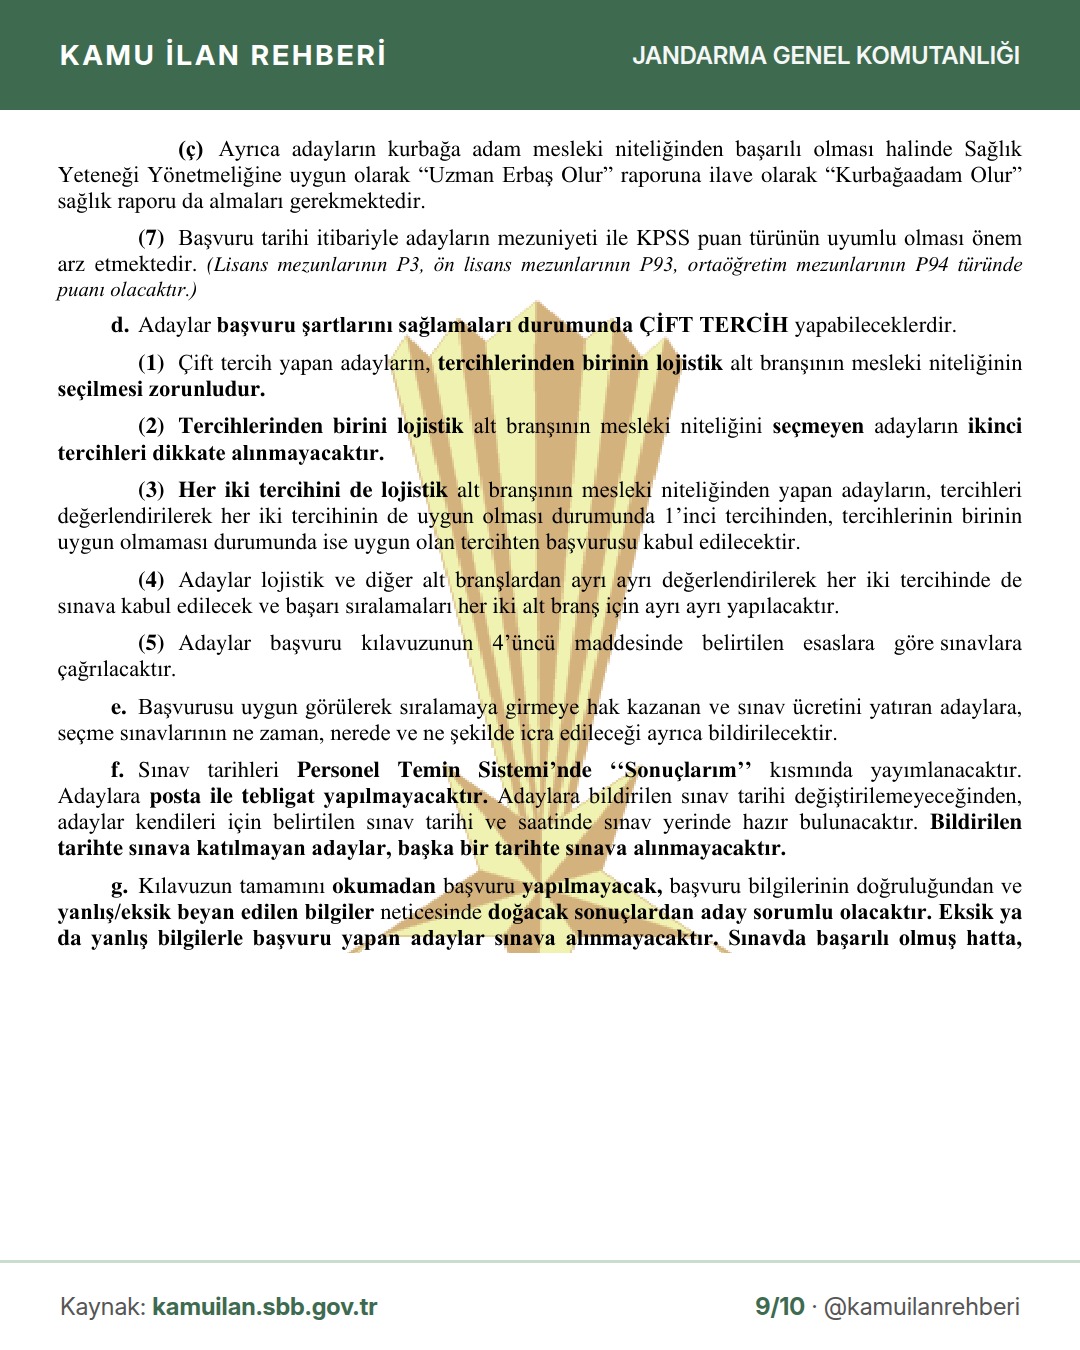 KAMU İLAN REHBERİ
JANDARMA GENEL KOMUTANLIĞI
(ç) Ayrıca adayların kurbağa adam mesleki niteliğinden başarılı olması halinde Sağlık
Yeteneği Yönetmeliğine uygun olarak “Uzman Erbaş Olur” raporuna ilave olarak “Kurbağaadam Olur”
sağlık raporu da almaları gerekmektedir.
(7) Başvuru tarihi itibariyle adayların mezuniyeti ile KPSS puan türünün uyumlu olması önem
arz etmektedir. (Lisans mezunlarının P3, ön lisans mezunlarının P93, ortaöğretim mezunlarının P94 türünde
puanı olacaktır.)
d. Adaylar başvuru şartlarını sağlamaları durumunda ÇİFT TERCİH yapabileceklerdir.
(1) Çift tercih yapan adayların, tercihlerinden birinin lojistik alt branşının mesleki niteliğinin
seçilmesi zorunludur.
(2) Tercihlerinden birini lojistik alt branşının mesleki niteliğini seçmeyen adayların ikinci
tercihleri dikkate alınmayacaktır.
(3) Her iki tercihini de lojistik alt branşının mesleki niteliğinden yapan adayların, tercihleri
değerlendirilerek her iki tercihinin de uygun olması durumunda 1’inci tercihinden, tercihlerinin birinin
uygun olmaması durumunda ise uygun olan tercihten başvurusu kabul edilecektir.
(4) Adaylar lojistik ve diğer alt branşlardan ayrı ayrı değerlendirilerek her iki tercihinde de
sınava kabul edilecek ve başarı sıralamaları her iki alt branş için ayrı ayrı yapılacaktır.
(5) Adaylar başvuru kılavuzunun 4’üncü maddesinde belirtilen esaslara göre sınavlara
çağrılacaktır.
e. Başvurusu uygun görülerek sıralamaya girmeye hak kazanan ve sınav ücretini yatıran adaylara,
seçme sınavlarının ne zaman, nerede ve ne şekilde icra edileceği ayrıca bildirilecektir.
f. Sınav tarihleri Personel Temin Sistemi’nde ‘‘Sonuçlarım’’ kısmında yayımlanacaktır.
Adaylara posta ile tebligat yapılmayacaktır. Adaylara bildirilen sınav tarihi değiştirilemeyeceğinden,
adaylar kendileri için belirtilen sınav tarihi ve saatinde sınav yerinde hazır bulunacaktır. Bildirilen
tarihte sınava katılmayan adaylar, başka bir tarihte sınava alınmayacaktır.
g. Kılavuzun tamamını okumadan başvuru yapılmayacak, başvuru bilgilerinin doğruluğundan ve
yanlış/eksik beyan edilen bilgiler neticesinde doğacak sonuçlardan aday sorumlu olacaktır. Eksik ya
da yanlış bilgilerle başvuru yapan adaylar sınava alınmayacaktır. Sınavda başarılı olmuş hatta,
Kaynak: kamuilan.sbb.gov.tr
9/10 · @kamuilanrehberi